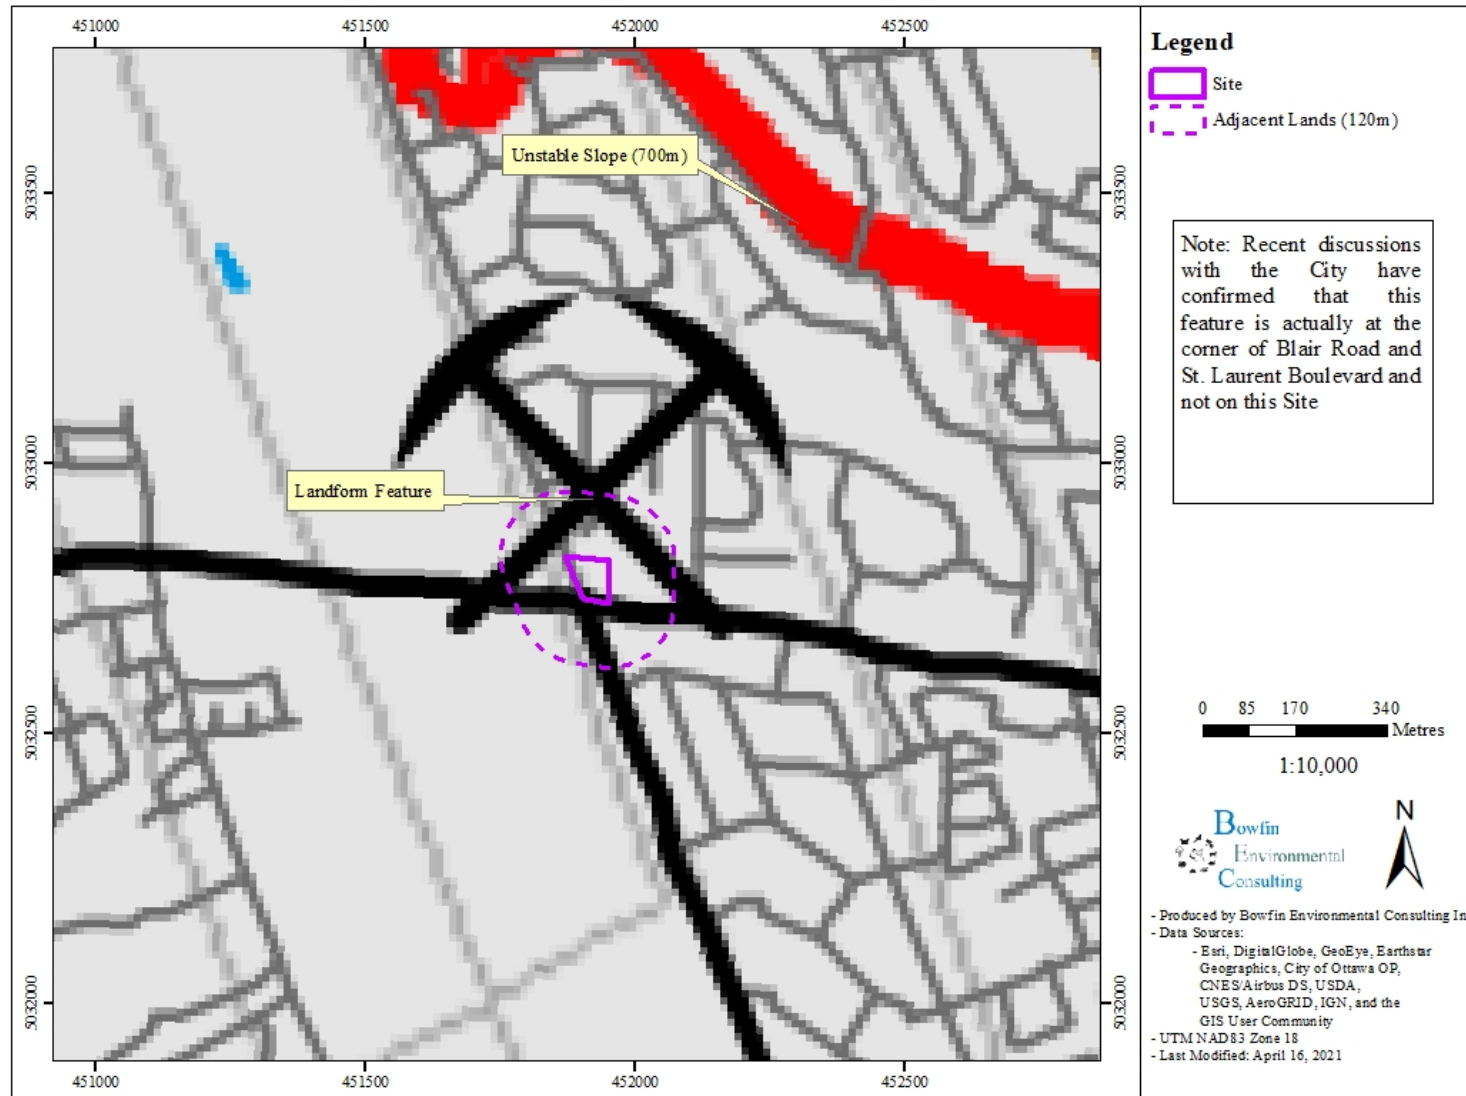 451000 451500 452000 452500
5033500
5033000
5032500
5032000
Unstable Slope (700m)
Landform Feature
5033500
5033000
5032500
5032000
451000 451500 452000 452500
Legend
Site
Adjacent Lands (120m)
Note: Recent discussions
with the City have
confirmed that this
feature is actually at the
corner of Blair Road and
St. Laurent Boulevard and
not on this Site
0 85 170 340
Metres
1:10,000
Bowfin
Environmental
Consulting
N
- Produced by Bowfin Environmental Consulting In
- Data Sources:
- Esri, DigitalGlobe, GeoEye, Earthstar
Geographics, City of Ottawa OP,
CNES/Airbus DS, USDA,
USGS, AeroGRID, IGN, and the
GIS User Community
- UTM NAD83 Zone 18
- Last Modified: April 16, 2021